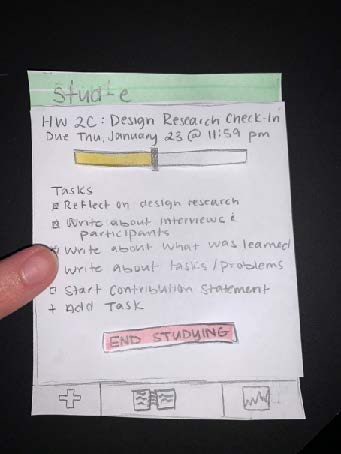 Studle
HW 2C: Design Research Check-In
Due Thu, January 23 @ 11:59 pm
Tasks
Reflect on design research
Write about interviews &
participants
Write about what was learned
Write about tasks/problems
Start Contribution Statement
+ Add Task
END STUDYING